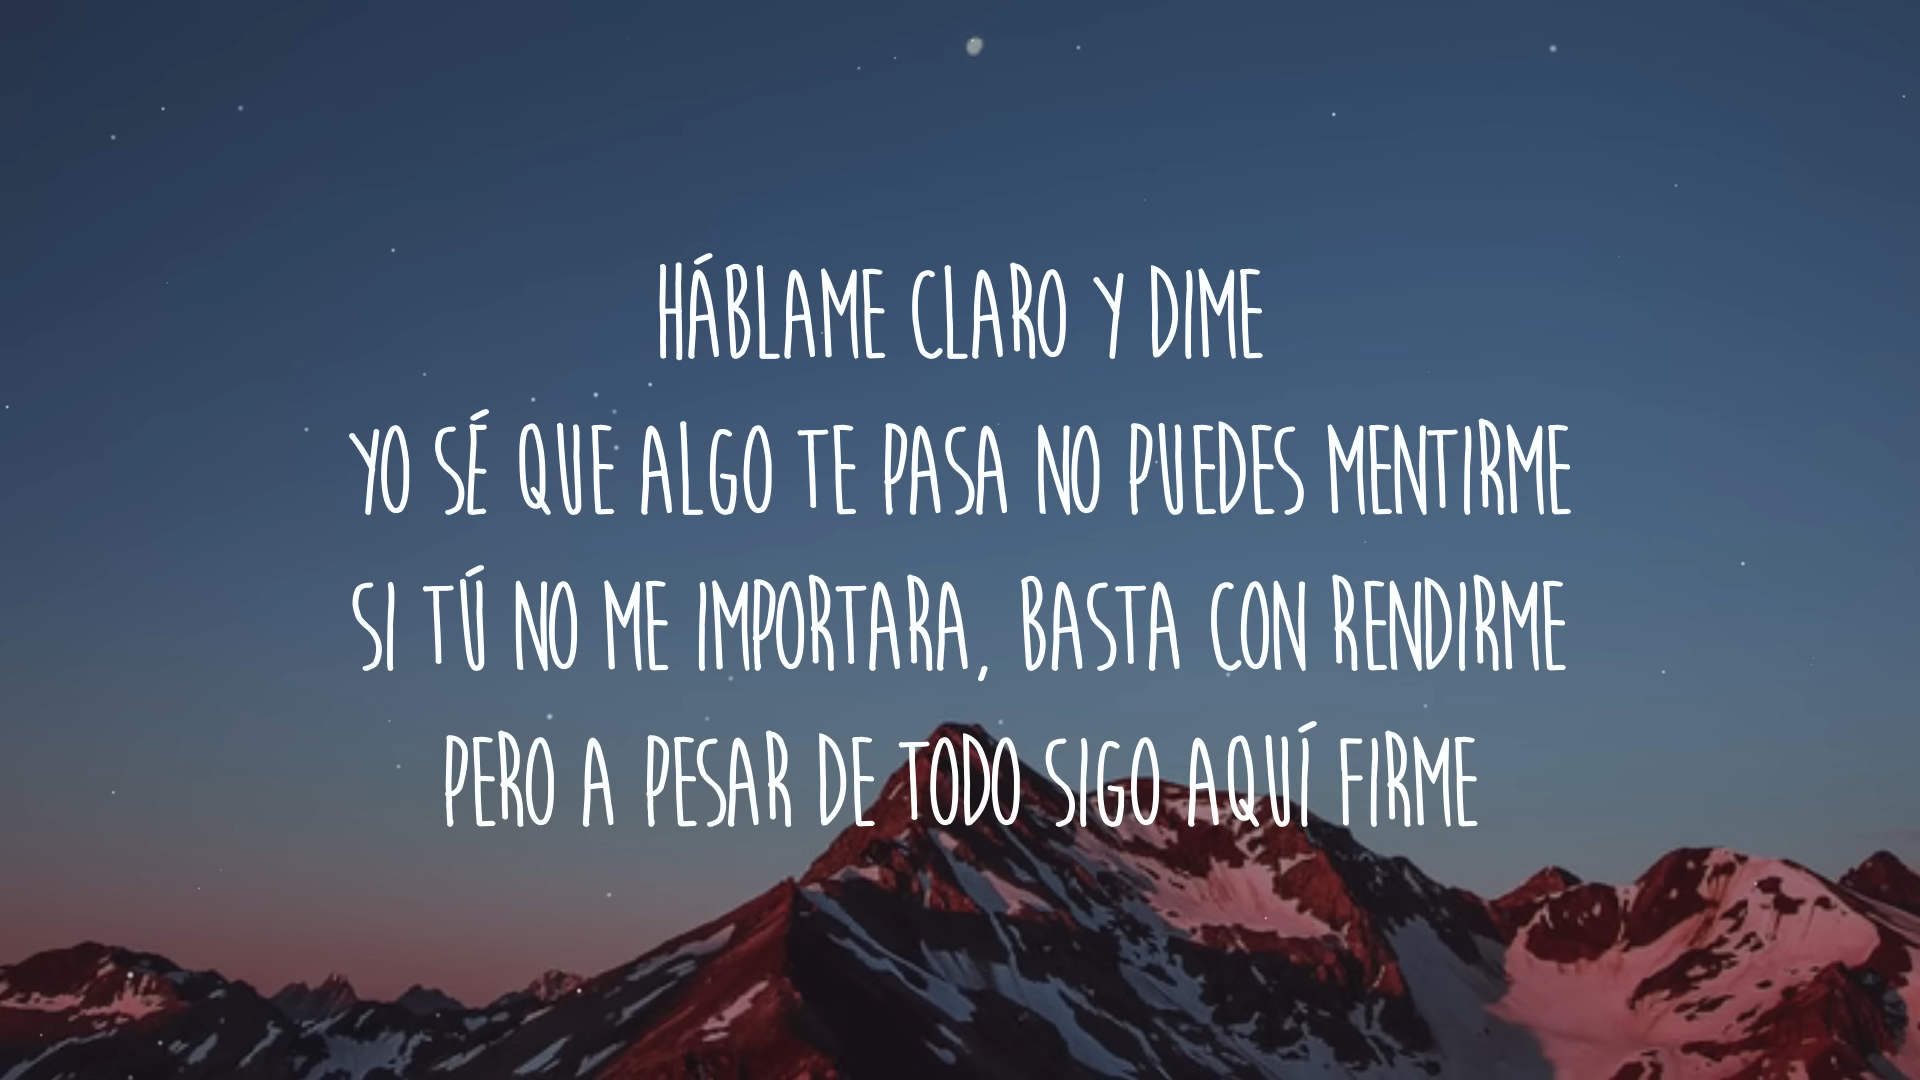 HÁBLAME CLARO Y DIME
YO SÉ QUE ALGO TE PASA NO PUEDES MENTIRME
SI TÚ NO ME IMPORTARA, BASTA CON RENDIRME
PERO A PESAR DE TODO SIGO AQUÍ FIRME